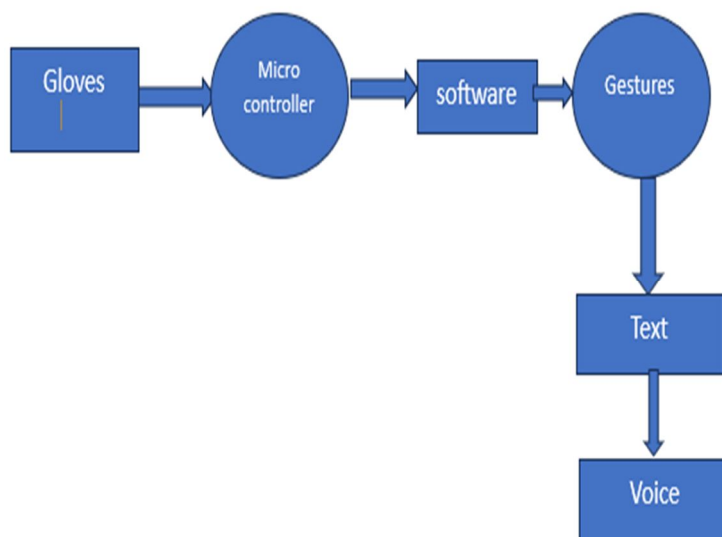 Gloves
Micro
controller
software
Gestures
Text
Voice